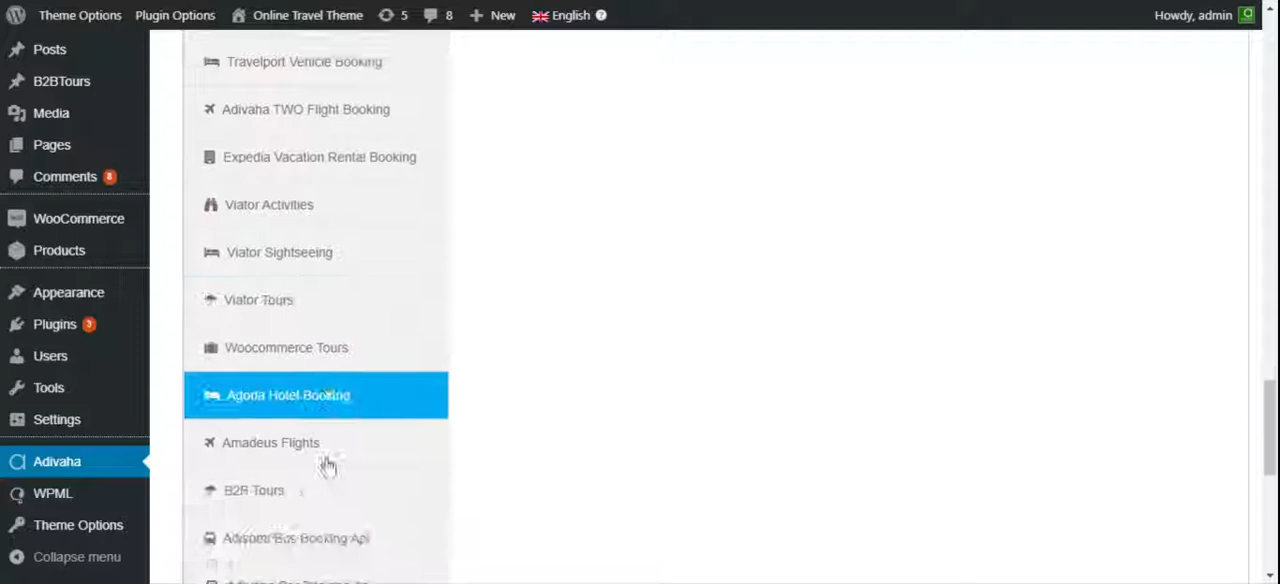 Theme Options Plugin Options Online Travel Theme 5 8 New English Howdy, admin
Posts
B2BTours
Media
Pages
Comments 8
WooCommerce
Products
Appearance
Plugins 3
Users
Tools
Settings
Adivaha
WPML
Theme Options
Collapse menu
Travelport Vehicle Booking
Adivaha TWO Flight Booking
Expedia Vacation Rental Booking
Viator Activities
Viator Sightseeing
Viator Tours
Woocommerce Tours
Agoda Hotel Booking
Amadeus Flights
B2B Tours
Bus Booking Api